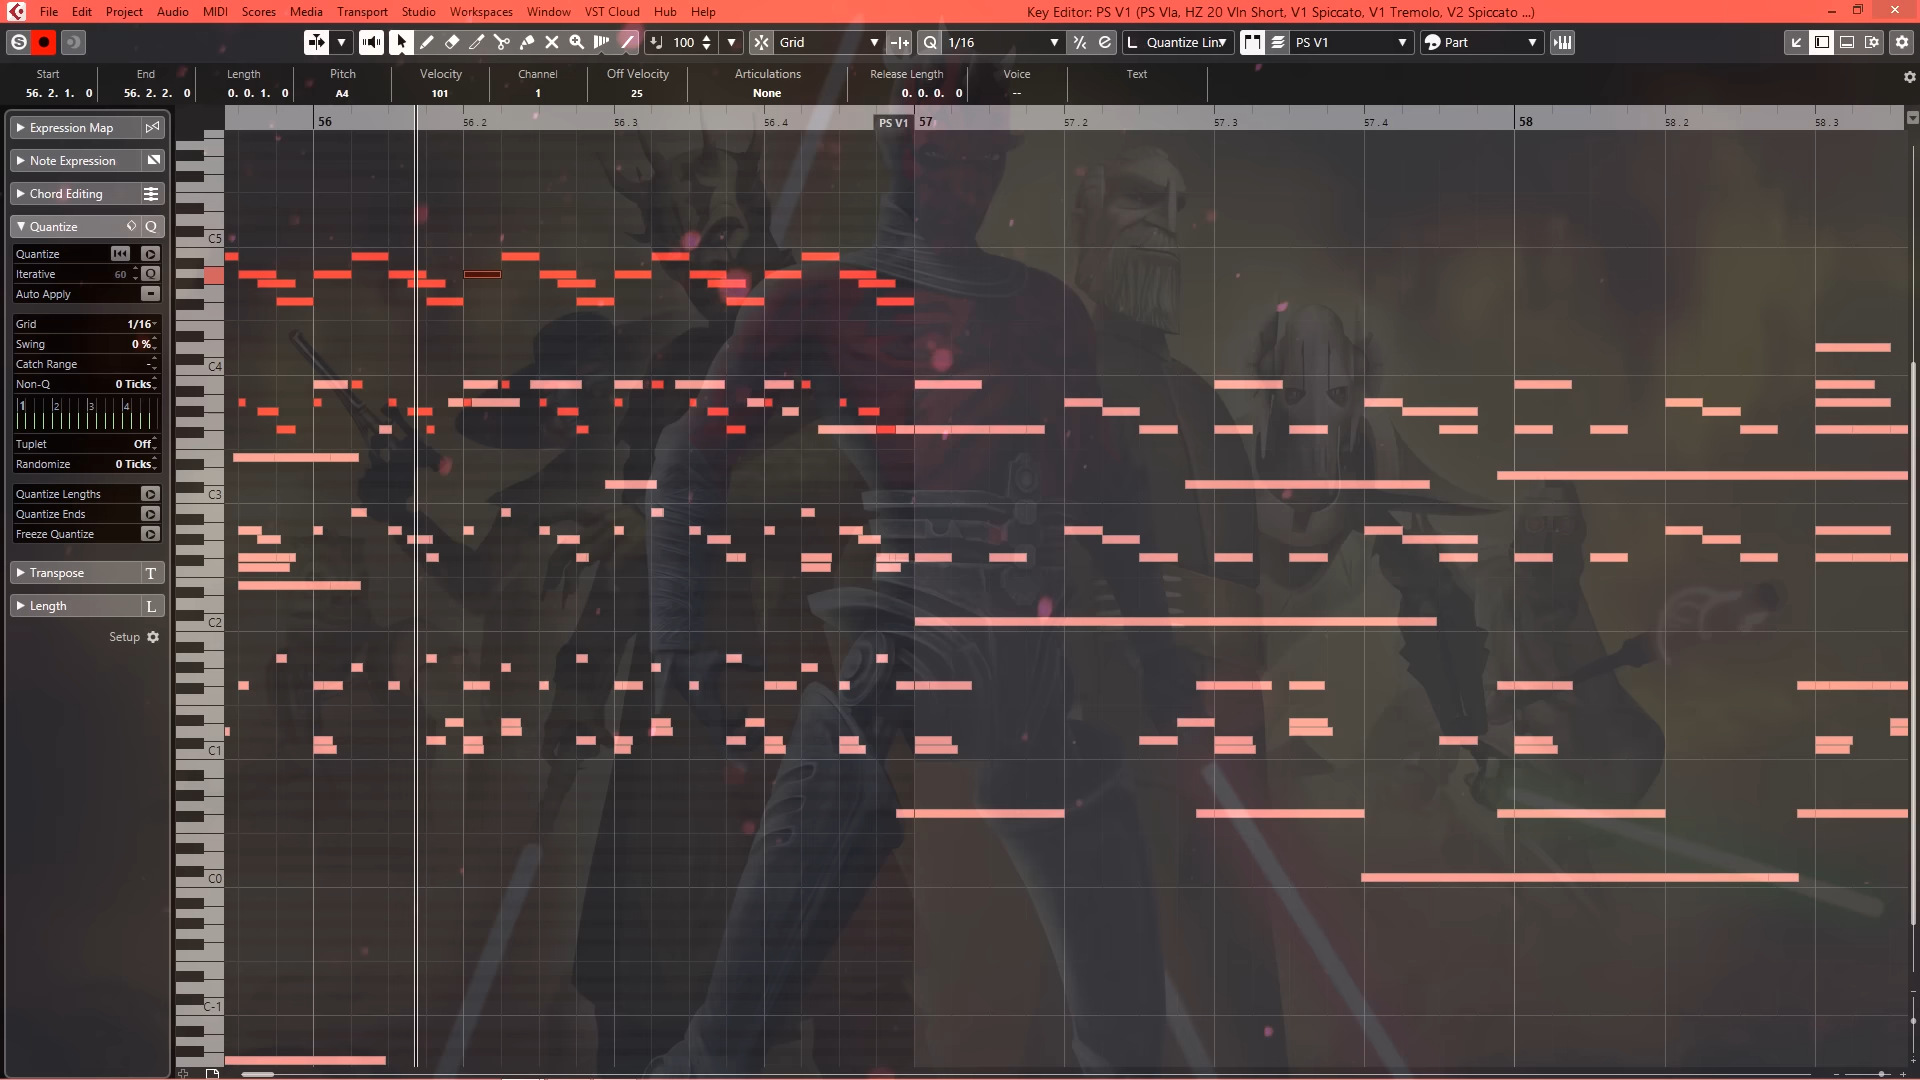 File Edit Project Audio MIDI Scores Media Transport Studio Workspaces Window VST Cloud Hub Help
Key Editor: PS V1 (PS Vla, HZ 20 Vln Short, V1 Spiccato, V1 Tremolo, V2 Spiccato ...)
S 100 Grid Q 1/16 L Quantize Lin PS V1 Part
Start End Length Pitch Velocity Channel Off Velocity Articulations Release Length Voice Text
56. 2. 1. 0 56. 2. 2. 0 0. 0. 1. 0 A4 101 1 25 None 0. 0. 0. 0 --
56 56.2 56.3 56.4 PS V1 57 57.2 57.3 57.4 58 58.2 58.3
Expression Map
Note Expression
Chord Editing
Quantize Q
Quantize
Iterative 60 Q
Auto Apply
Grid 1/16
Swing 0 %
Catch Range -
Non-Q 0 Ticks
1 2 3 4
Tuplet Off
Randomize 0 Ticks
Quantize Lengths
Quantize Ends
Freeze Quantize
Transpose T
Length L
Setup
C5
C4
C3
C2
C1
C0
C-1